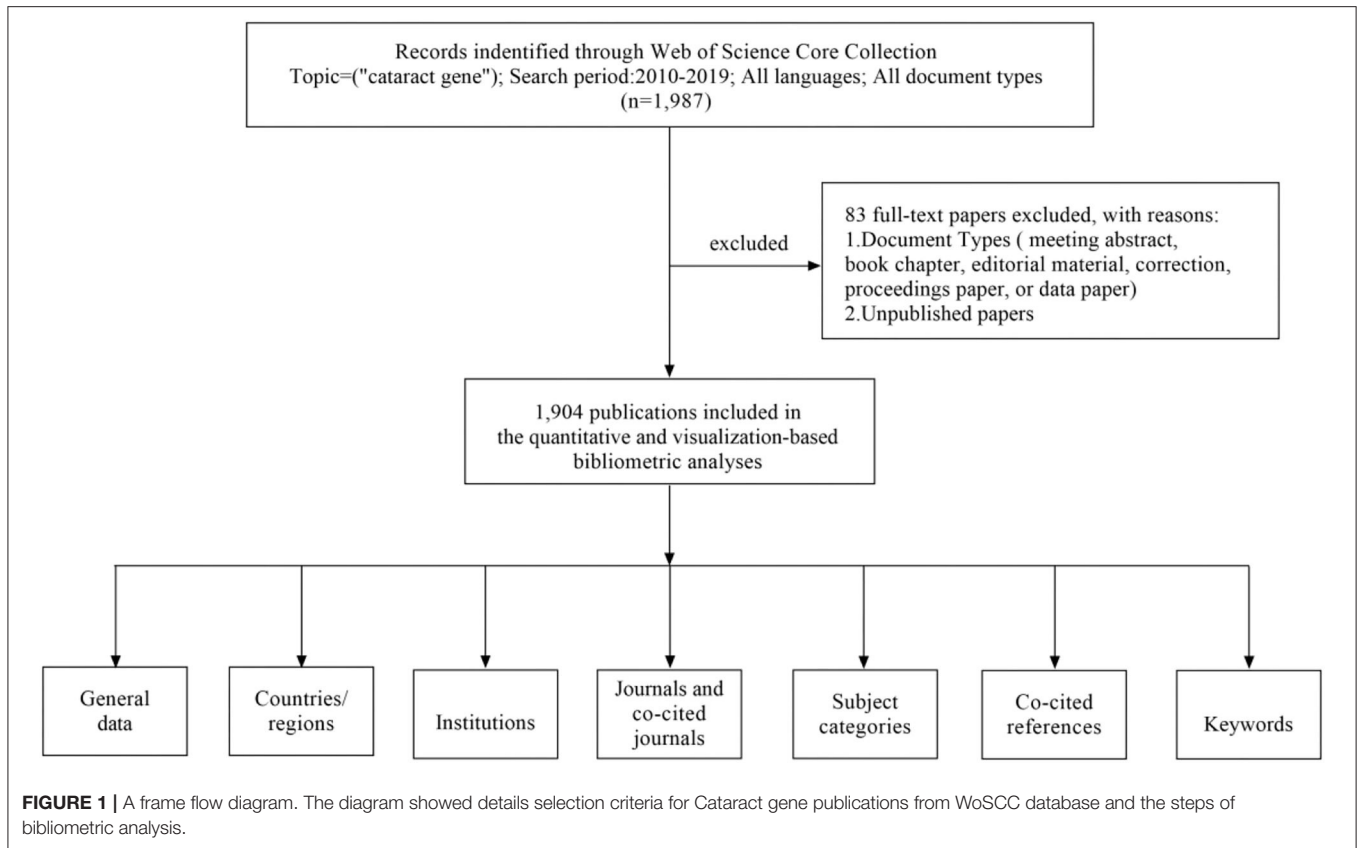 Records indentified through Web of Science Core Collection
Topic=("cataract gene"); Search period:2010-2019; All languages; All document types
(n=1,987)
excluded
83 full-text papers excluded, with reasons:
1.Document Types ( meeting abstract,
book chapter, editorial material, correction,
proceedings paper, or data paper)
2.Unpublished papers
1,904 publications included in
the quantitative and visualization-based
bibliometric analyses
General
data
Countries/
regions
Institutions
Journals and
co-cited
journals
Subject
categories
Co-cited
references
Keywords
FIGURE 1 | A frame flow diagram. The diagram showed details selection criteria for Cataract gene publications from WoSCC database and the steps of
bibliometric analysis.